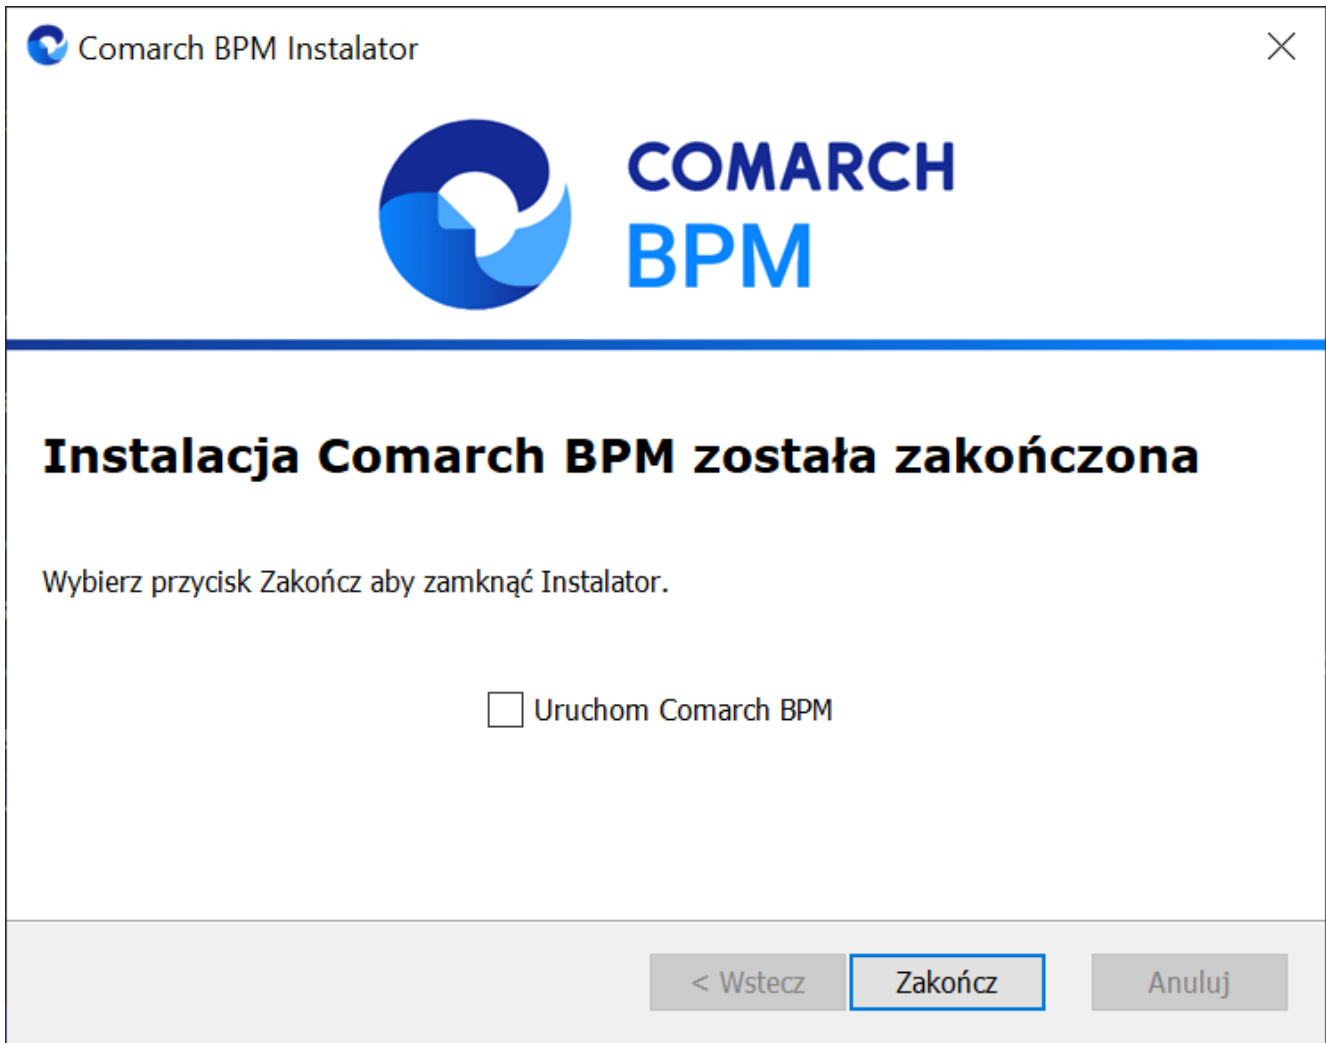 Comarch BPM Instalator
COMARCH
BPM
Instalacja Comarch BPM została zakończona
Wybierz przycisk Zakończ aby zamknąć Instalator.
Uruchom Comarch BPM
< Wstecz
Zakończ
Anuluj